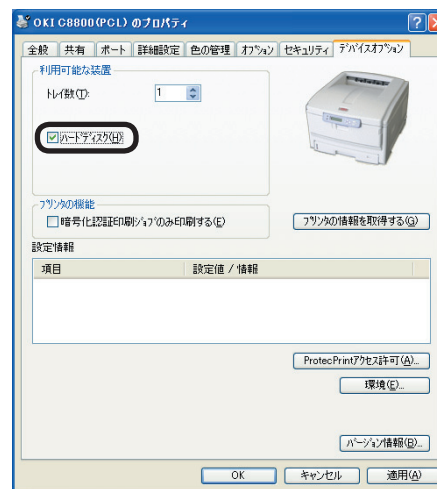 OKI C8800(PCL) のプロパティ
全般 共有 ポート 詳細設定 色の管理 オプション セキュリティ デバイスオプション
利用可能な装置
トレイ数(T): 1
ハードディスク(H)
プリンタの機能
暗号化認証印刷ジョブのみ印刷する(E)
プリンタの情報を取得する(G)
設定情報
項目 設定値 / 情報
ProtecPrintアクセス許可(A)...
環境(E)...
バージョン情報(B)...
OK キャンセル 適用(A)